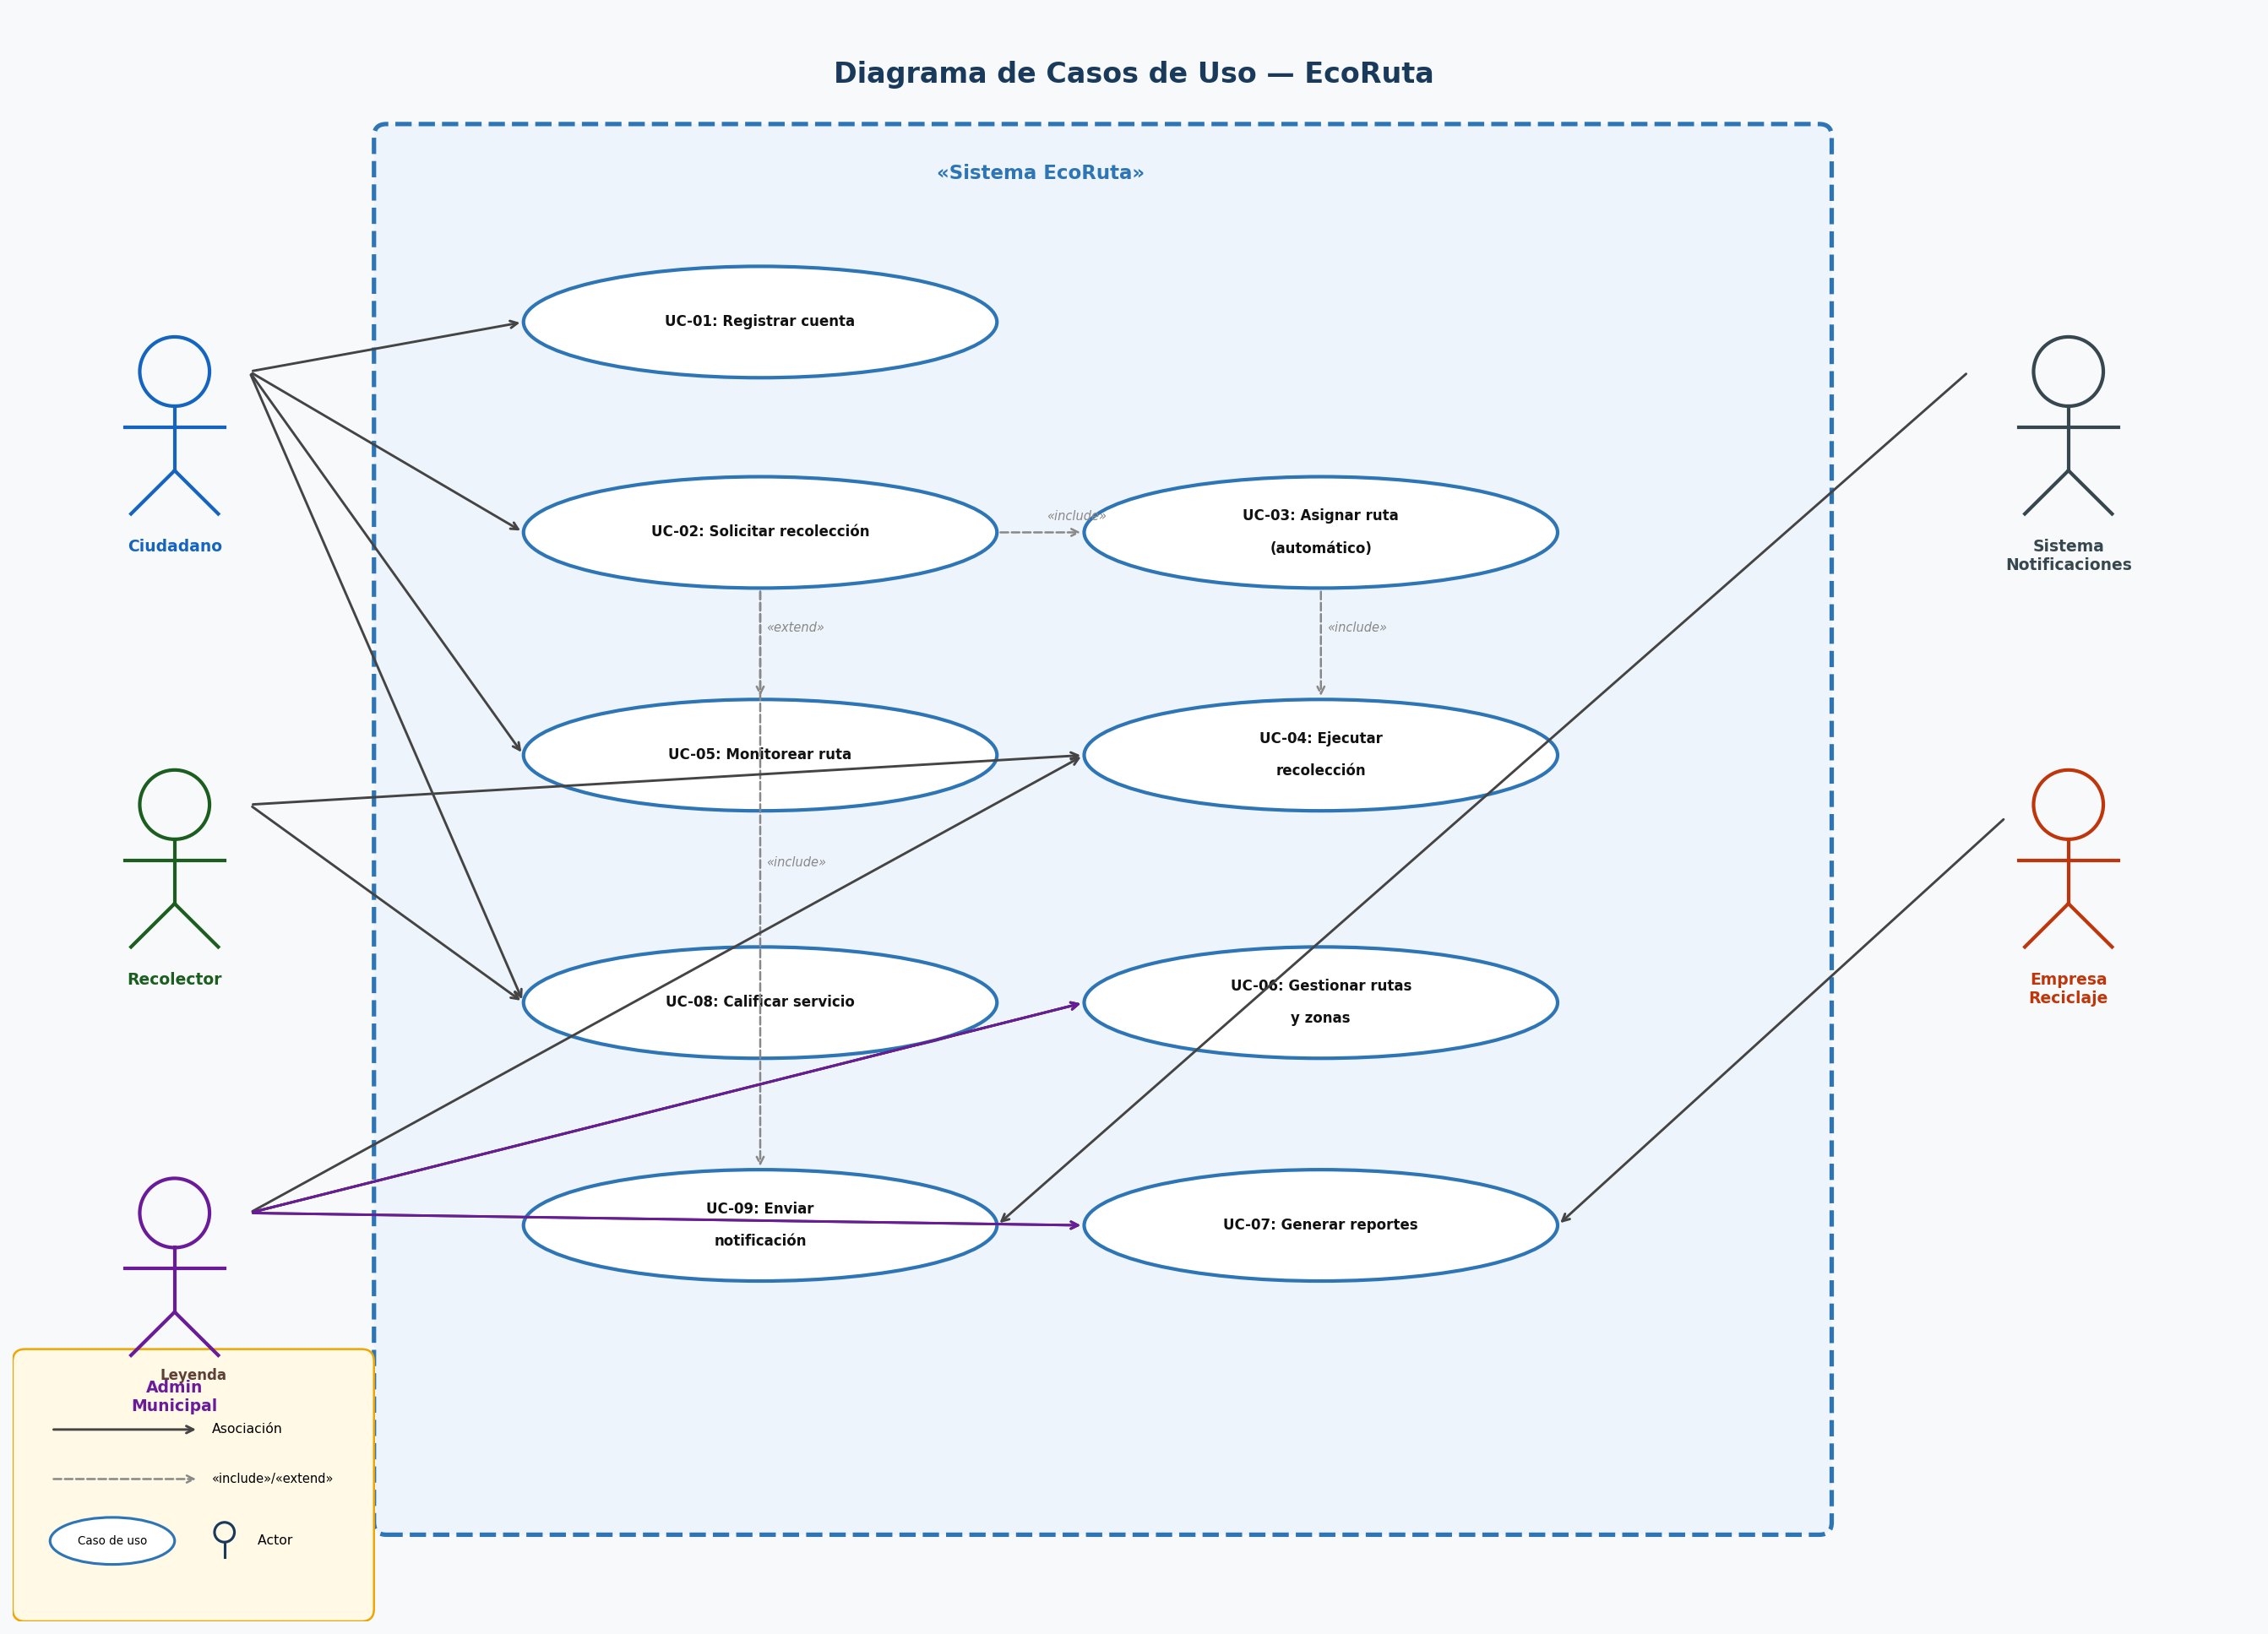 Diagrama de Casos de Uso — EcoRuta
«Sistema EcoRuta»
UC-01: Registrar cuenta
UC-02: Solicitar recolección
«include»
UC-03: Asignar ruta
(automático)
Ciudadano
Sistema
Notificaciones
«extend»
«include»
UC-05: Monitorear ruta
UC-04: Ejecutar
recolección
«include»
Recolector
Empresa
Reciclaje
UC-08: Calificar servicio
UC-06: Gestionar rutas
y zonas
UC-09: Enviar
notificación
UC-07: Generar reportes
Leyenda
Admin
Municipal
Asociación
«include»/«extend»
Caso de uso
Actor